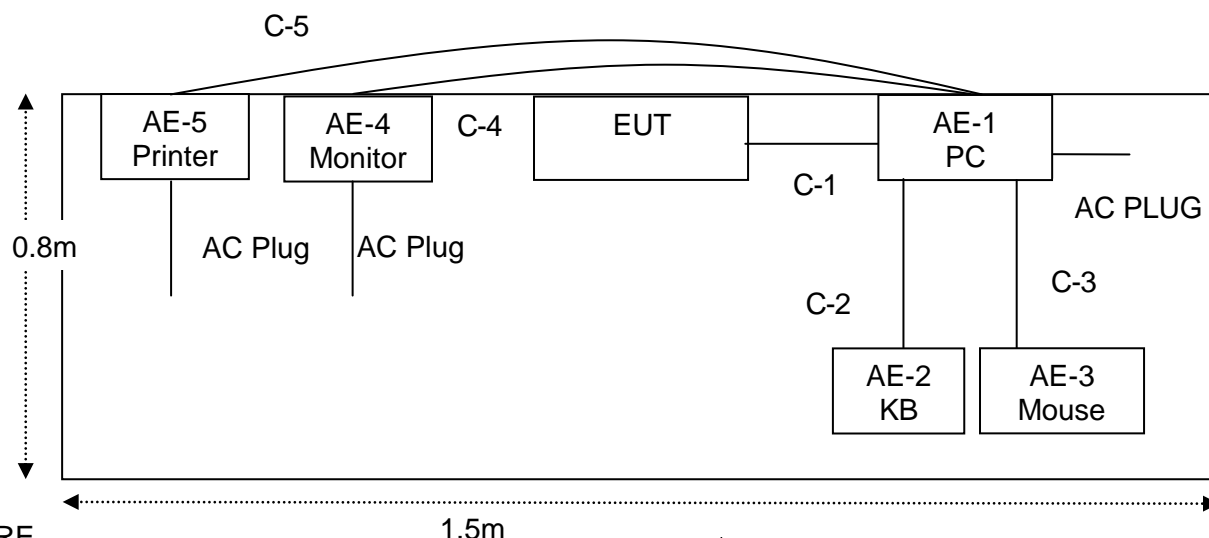 C-5
AE-5
Printer
AE-4
Monitor
C-4
EUT
C-1
AE-1
PC
AC PLUG
0.8m
AC Plug
AC Plug
C-2
C-3
AE-2
KB
AE-3
Mouse
1.5m